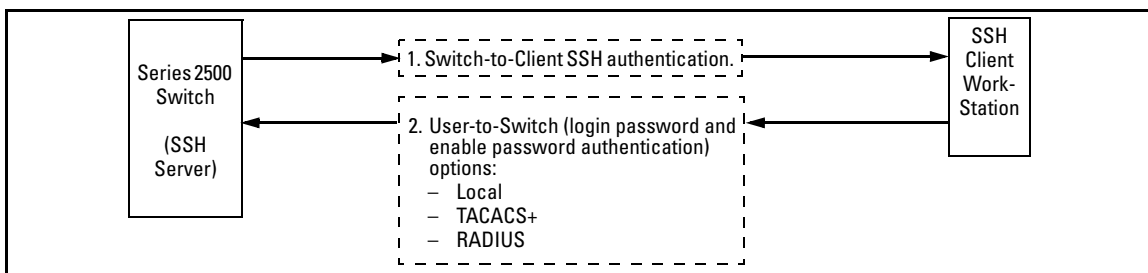 Series 2500
Switch
(SSH
Server)
1. Switch-to-Client SSH authentication.
2. User-to-Switch (login password and
enable password authentication)
options:
– Local
– TACACS+
– RADIUS
SSH
Client
Work-
Station